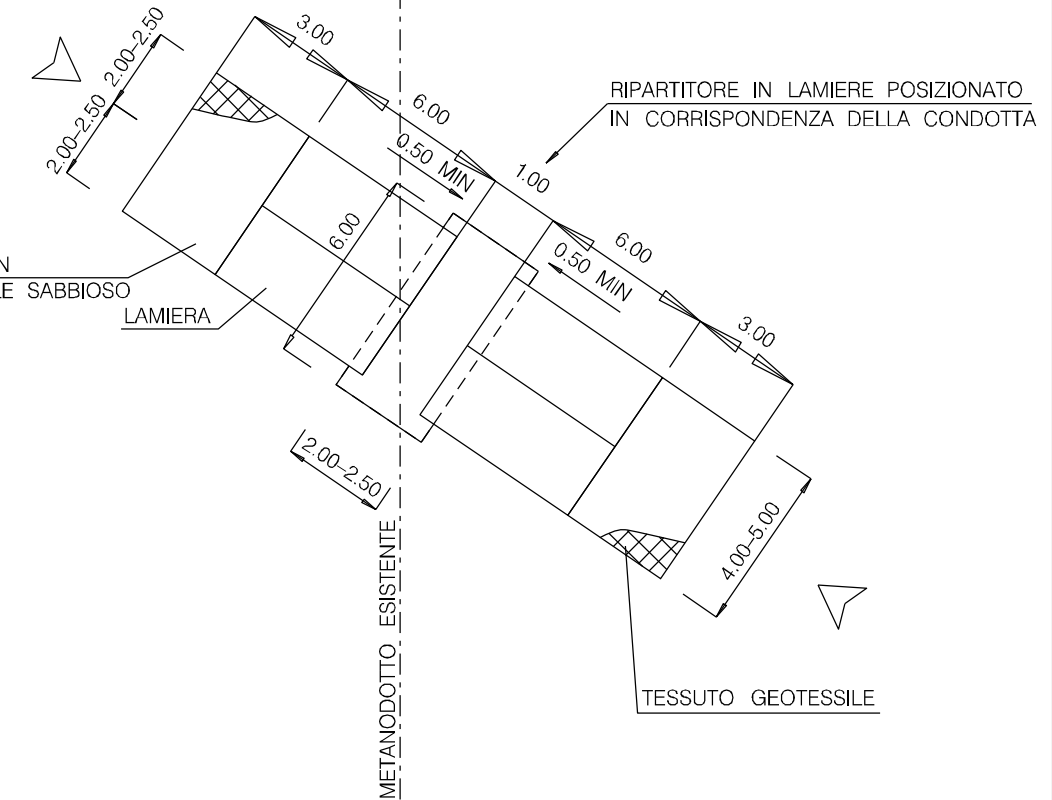 3.00
2.00-2.50
6.00
RIPARTITORE IN LAMIERE POSIZIONATO
IN CORRISPONDENZA DELLA CONDOTTA
2.00-2.50
0.50 MIN
1.00
6.00
6.00
0.50 MIN
N
LE SABBIOSO
LAMIERA
3.00
2.00-2.50
4.00-5.00
METANODOTTO ESISTENTE
TESSUTO GEOTESSILE